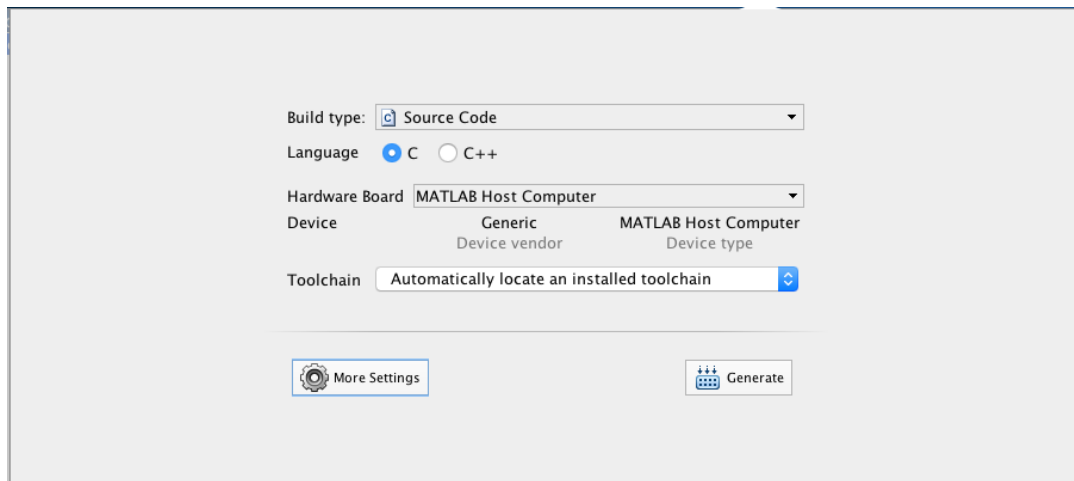 Build type: Source Code
Language C C++
Hardware Board MATLAB Host Computer
Device Generic MATLAB Host Computer
Device vendor Device type
Toolchain Automatically locate an installed toolchain
More Settings Generate